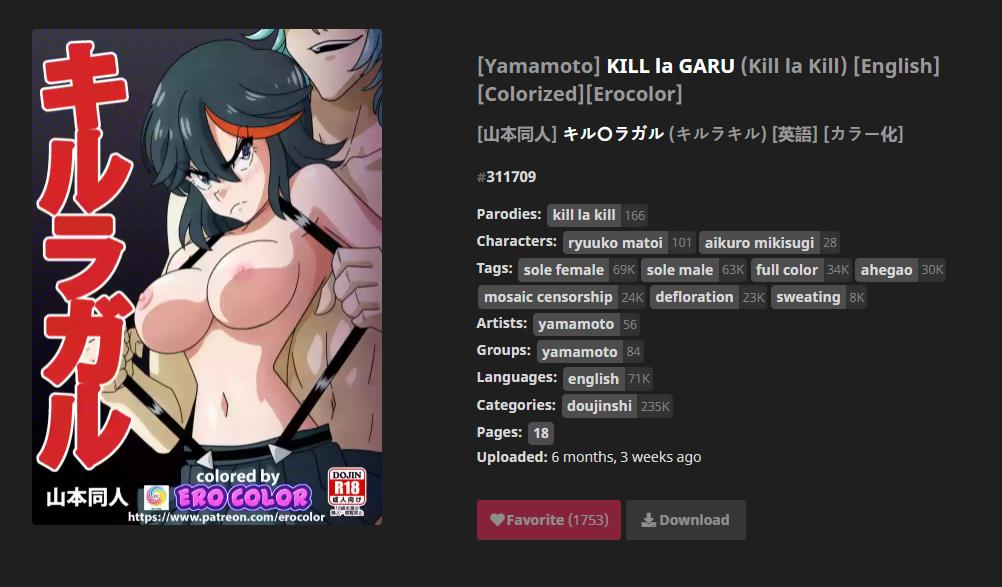 キルラガル
山本同人
colored by
ERO COLOR
https://www.patreon.com/erocolor
DOJIN
R18
成人向け
[Yamamoto] KILL la GARU (Kill la Kill) [English]
[Colorized][Erocolor]
[山本同人] キル〇ラガル (キルラキル) [英語] [カラー化]
#311709
Parodies: kill la kill 166
Characters: ryuuko matoi 101 aikuro mikisugi 28
Tags: sole female 69K sole male 63K full color 34K ahegao 30K
mosaic censorship 24K defloration 23K sweating 8K
Artists: yamamoto 56
Groups: yamamoto 84
Languages: english 71K
Categories: doujinshi 235K
Pages: 18
Uploaded: 6 months, 3 weeks ago
Favorite (1753) Download